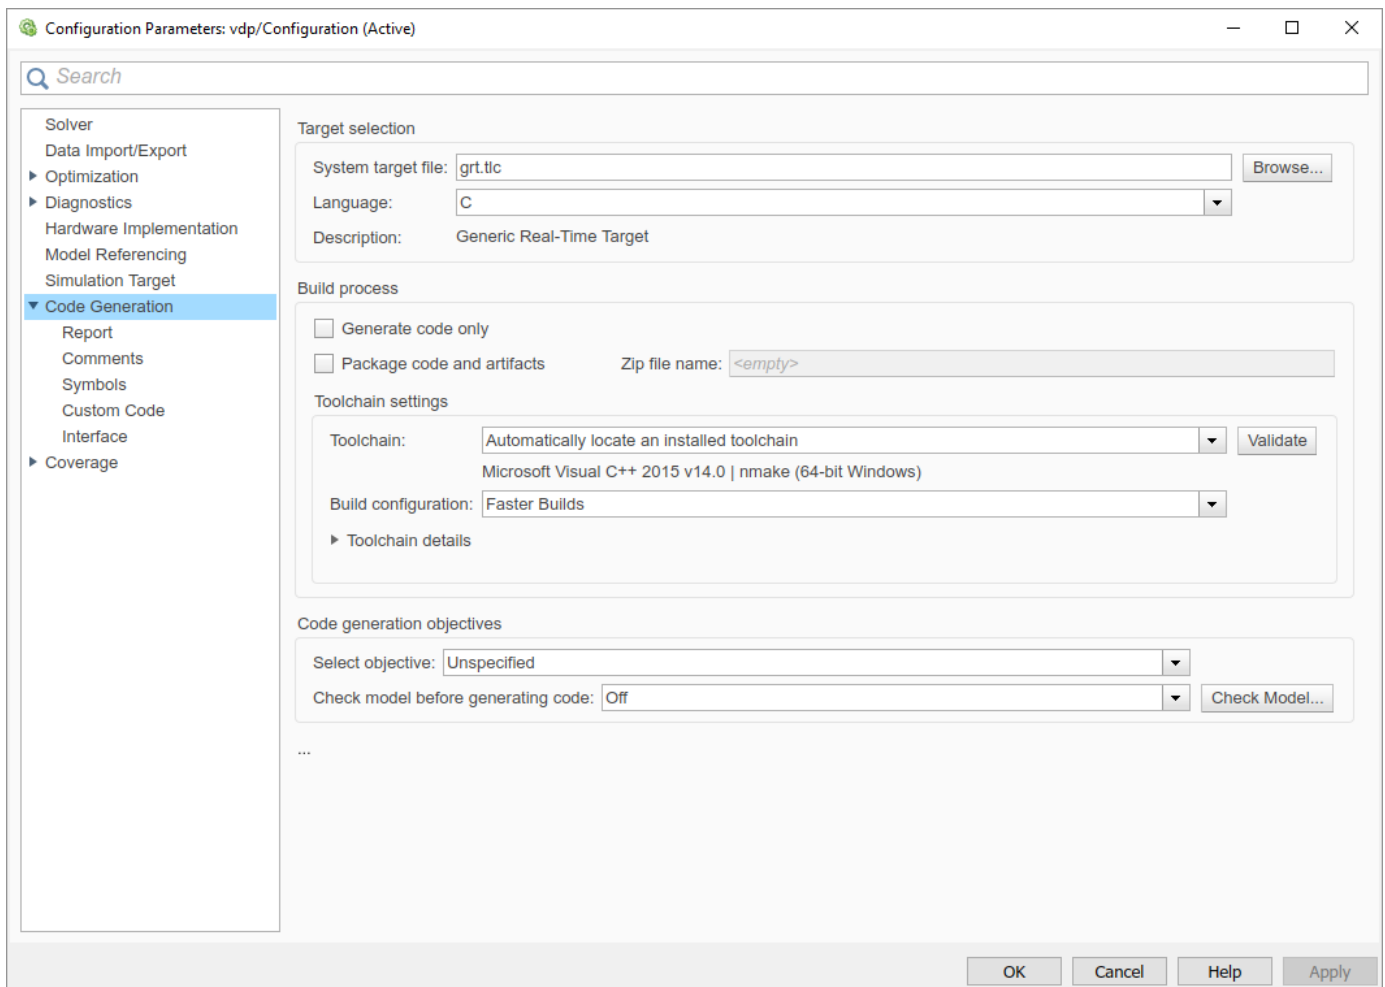 Configuration Parameters: vdp/Configuration (Active)
Search
Solver
Data Import/Export
Optimization
Diagnostics
Hardware Implementation
Model Referencing
Simulation Target
Code Generation
Report
Comments
Symbols
Custom Code
Interface
Coverage
Target selection
System target file: grt.tlc Browse...
Language: C
Description: Generic Real-Time Target
Build process
Generate code only
Package code and artifacts Zip file name: <empty>
Toolchain settings
Toolchain: Automatically locate an installed toolchain Validate
Microsoft Visual C++ 2015 v14.0 | nmake (64-bit Windows)
Build configuration: Faster Builds
Toolchain details
Code generation objectives
Select objective: Unspecified
Check model before generating code: Off Check Model...
...
OK Cancel Help Apply